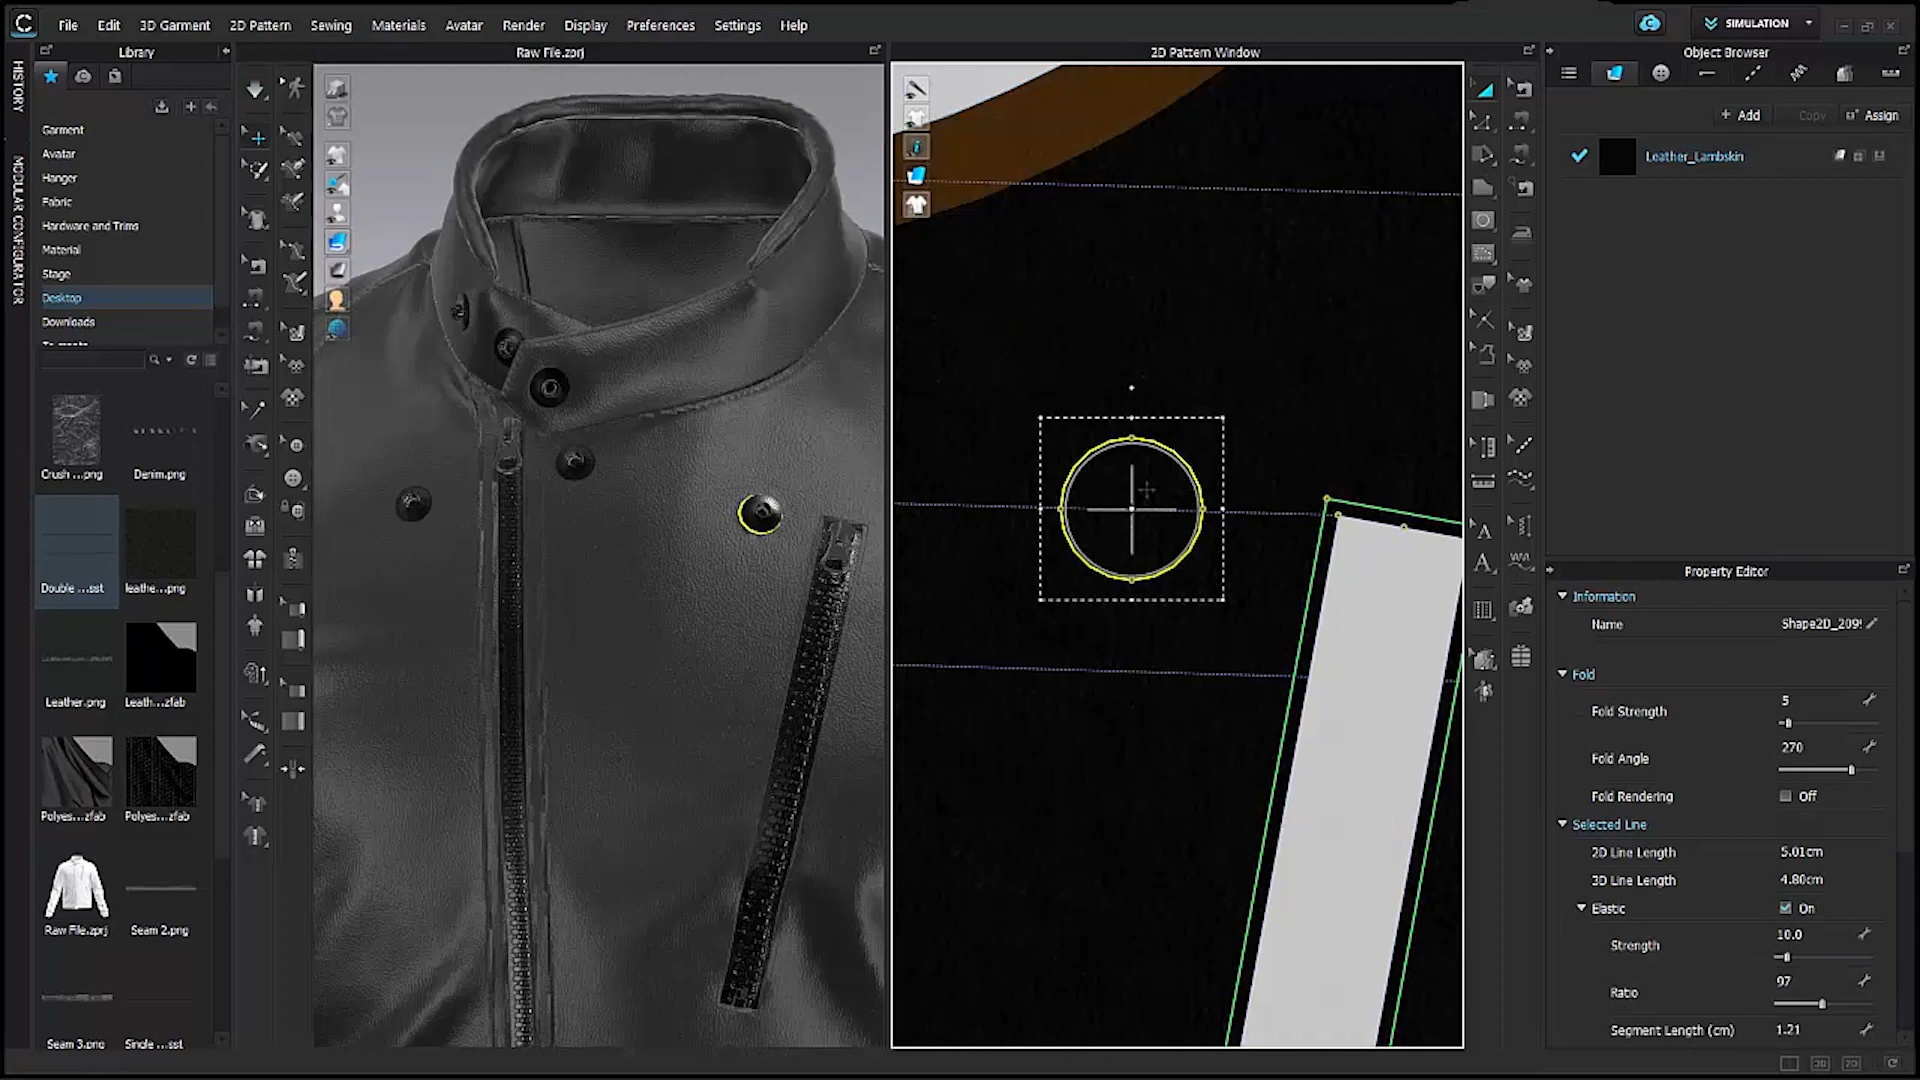 File Edit 3D Garment 2D Pattern Sewing Materials Avatar Render Display Preferences Settings Help
SIMULATION
Library
Raw File.zprj
2D Pattern Window
Object Browser
HISTORY
MODULAR CONFIGURATOR
Garment
Avatar
Hanger
Fabric
Hardware and Trims
Material
Stage
Desktop
Downloads
Crush ...png
Denim.png
Double ...sst
leathe...png
Leather.png
Leath...zfab
Polyes...zfab
Polyes...zfab
Raw File.zprj
Seam 2.png
Seam 3.png
Single ...sst
+ Add
Copy
Assign
Leather_Lambskin
Property Editor
Information
Name
Shape2D_209
Fold
Fold Strength
5
Fold Angle
270
Fold Rendering
Off
Selected Line
2D Line Length
5.01cm
3D Line Length
4.80cm
Elastic
On
Strength
10.0
Ratio
97
Segment Length (cm)
1.21
3D
2D